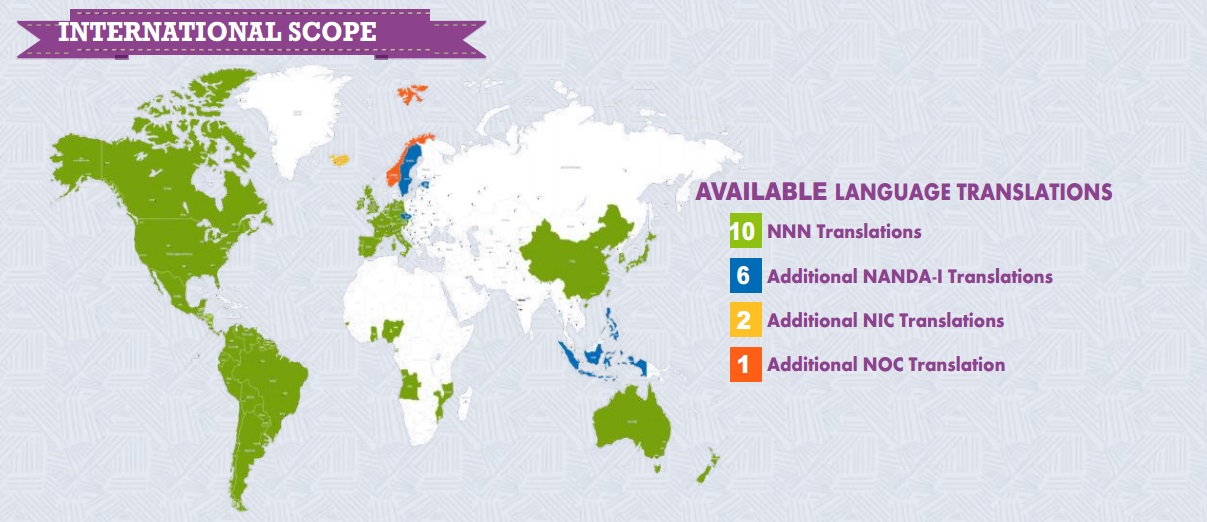 INTERNATIONAL SCOPE
AVAILABLE LANGUAGE TRANSLATIONS
10 NNN Translations
6 Additional NANDA-I Translations
2 Additional NIC Translations
1 Additional NOC Translation